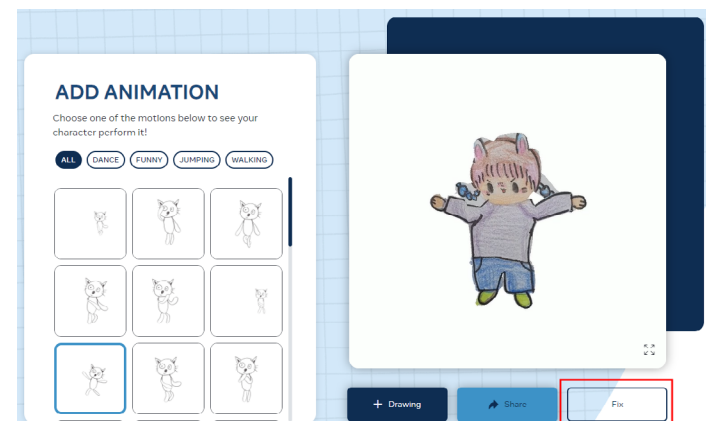 ADD ANIMATION
Choose one of the motions below to see your
character perform it!
ALL DANCE FUNNY JUMPING WALKING
+ Drawing Share Fix